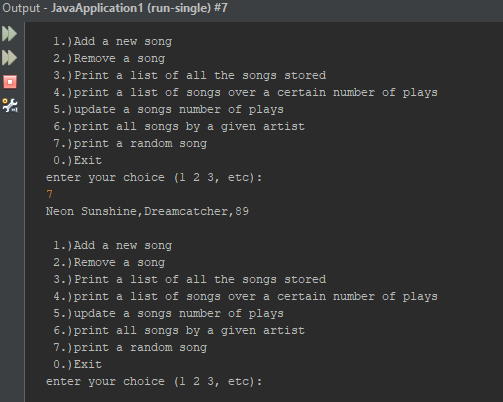 Output - JavaApplication1 (run-single) #7
1.)Add a new song
2.)Remove a song
3.)Print a list of all the songs stored
4.)print a list of songs over a certain number of plays
5.)update a songs number of plays
6.)print all songs by a given artist
7.)print a random song
0.)Exit
enter your choice (1 2 3, etc):
7
Neon Sunshine,Dreamcatcher,89
1.)Add a new song
2.)Remove a song
3.)Print a list of all the songs stored
4.)print a list of songs over a certain number of plays
5.)update a songs number of plays
6.)print all songs by a given artist
7.)print a random song
0.)Exit
enter your choice (1 2 3, etc):